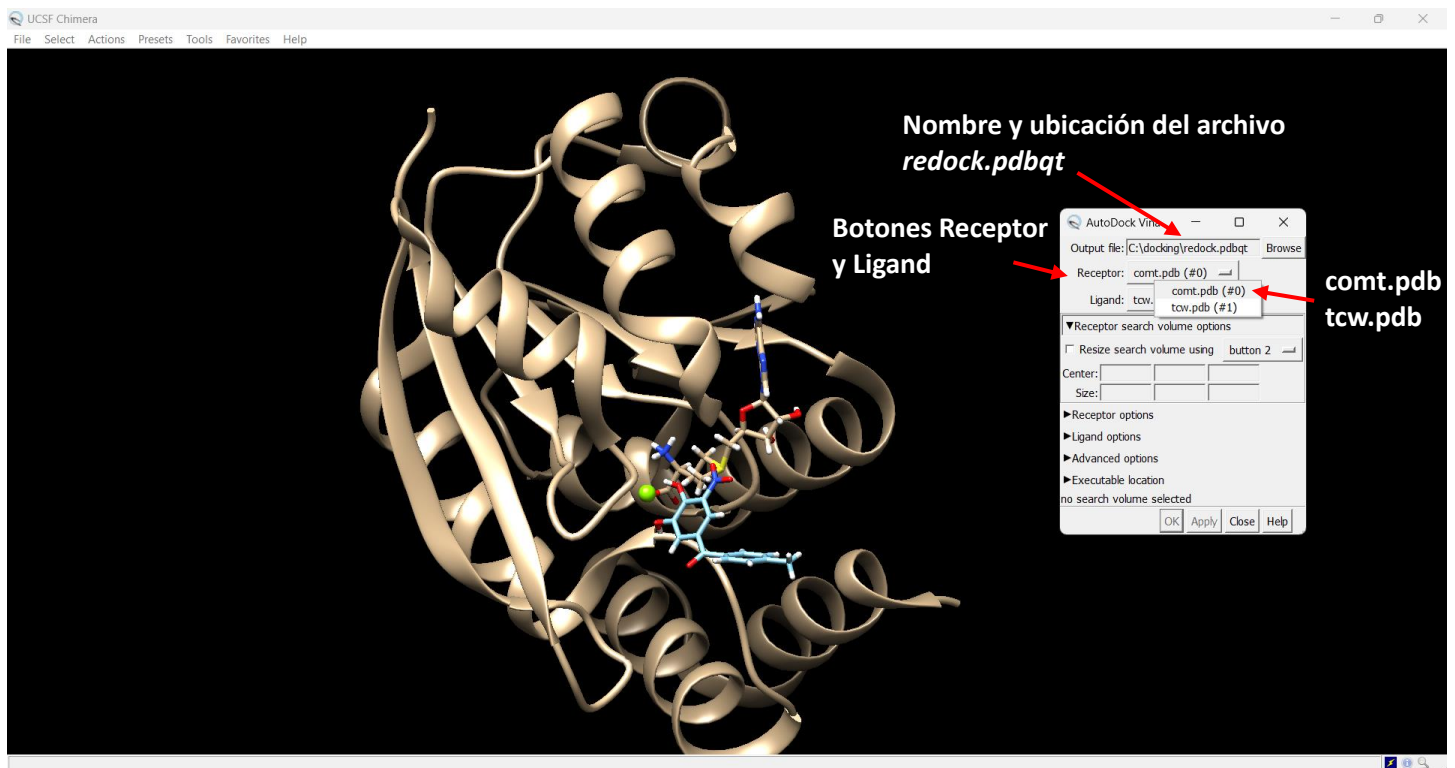 UCSF Chimera
File Select Actions Presets Tools Favorites Help
Nombre y ubicación del archivo
redock.pdbqt
Botones Receptor
y Ligand
AutoDock Vina
Output file: C:\docking\redock.pdbqt Browse
Receptor: comt.pdb (#0)
comt.pdb (#0)
Ligand: tcw.
tcw.pdb (#1)
▼Receptor search volume options
Resize search volume using button 2
Center:
Size:
►Receptor options
►Ligand options
►Advanced options
►Executable location
no search volume selected
OK Apply Close Help
comt.pdb
tcw.pdb